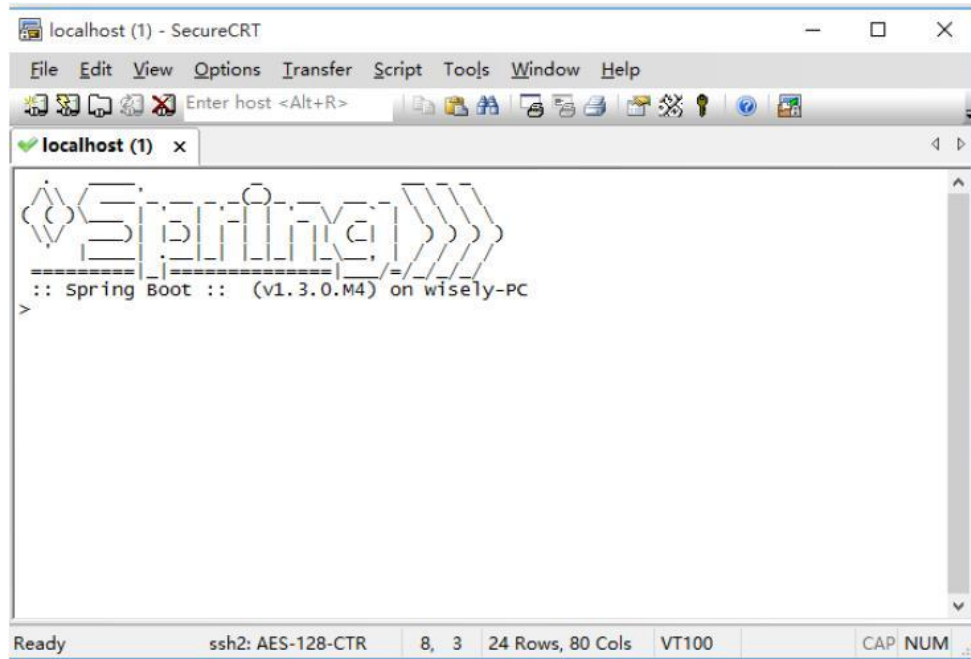 localhost (1) - SecureCRT
File Edit View Options Transfer Script Tools Window Help
Enter host <Alt+R>
localhost (1) x
Spring
:: Spring Boot :: (v1.3.0.M4) on wisely-PC
>
Ready ssh2: AES-128-CTR 8, 3 24 Rows, 80 Cols VT100 CAP NUM